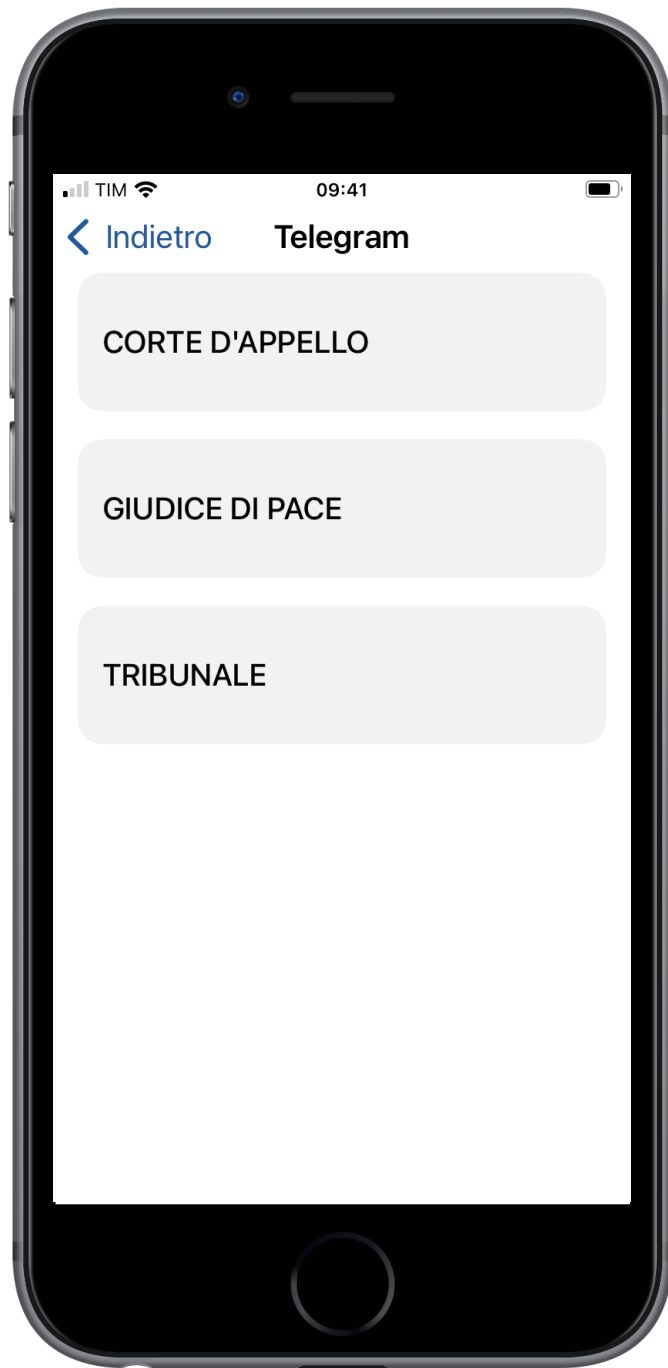 TIM 09:41
Indietro Telegram
CORTE D'APPELLO
GIUDICE DI PACE
TRIBUNALE